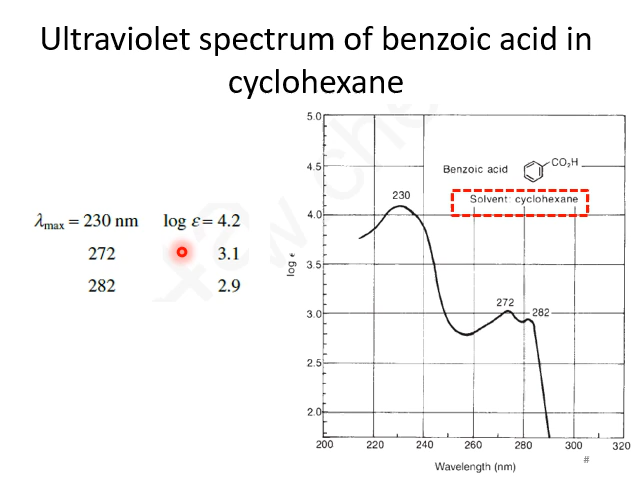 Ultraviolet spectrum of benzoic acid in
cyclohexane
λmax = 230 nm log ε = 4.2
272 3.1
282 2.9
5.0
4.5
4.0
3.5
3.0
2.5
2.0
log ε
Benzoic acid CO₂H
Solvent: cyclohexane
230
272
282
200 220 240 260 280 300 320
Wavelength (nm) #